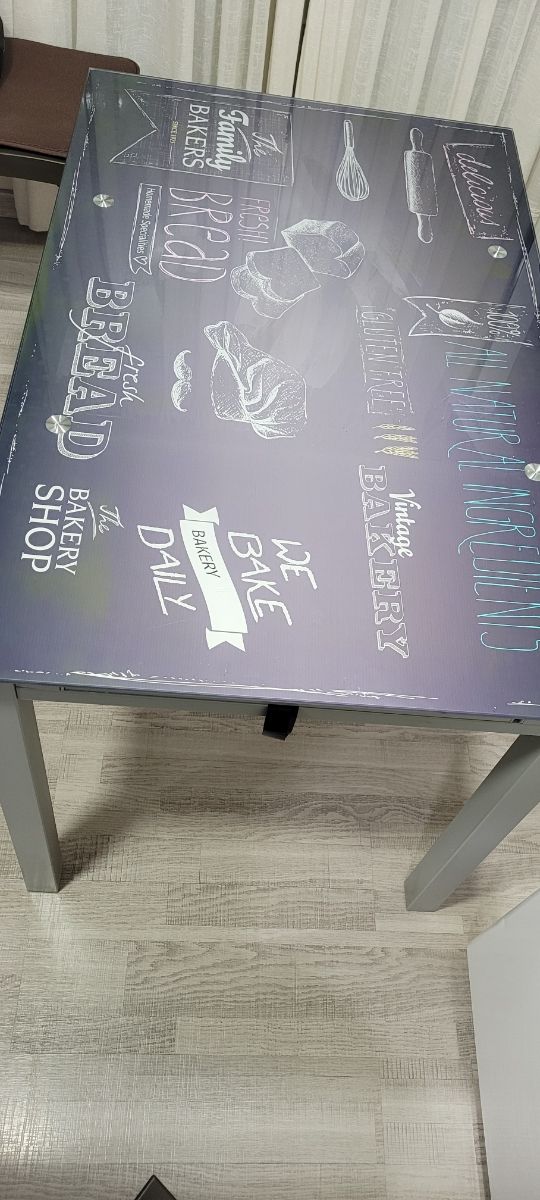 delicious
100%
ALL NATURAL INGREDIENTS
GLUTEN FREE
Vintage
BAKERY
The
Family
BAKERS
FRESH
BREAD
Homemade Specialities
WE
BAKE
BAKERY
DAILY
fresh
BREAD
The
BAKERY
SHOP